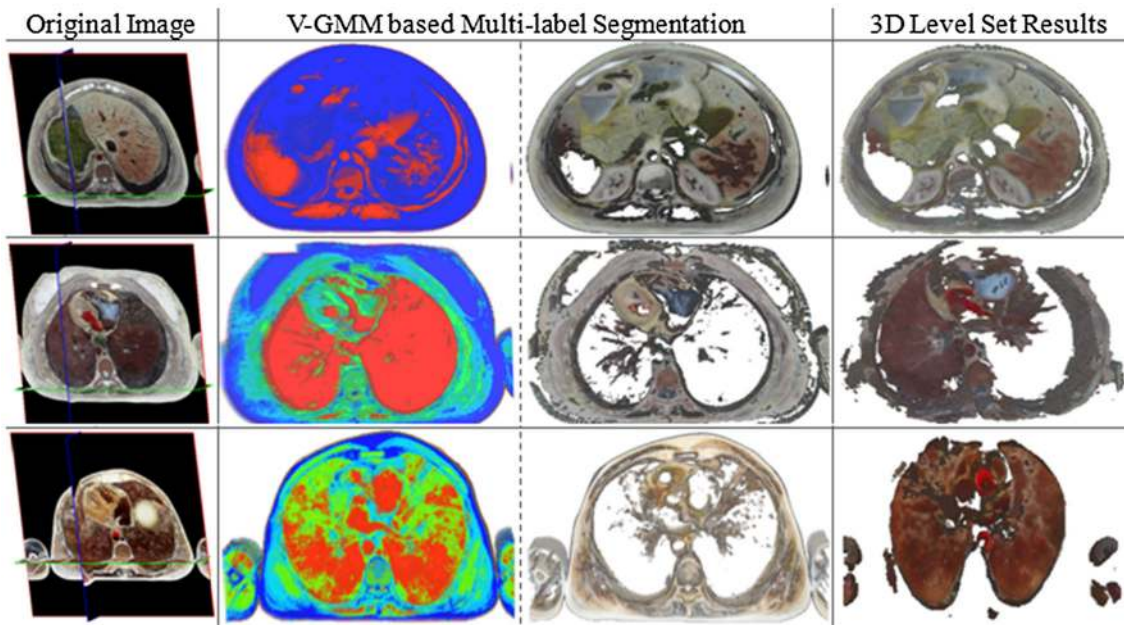 Original Image
V-GMM based Multi-label Segmentation
3D Level Set Results